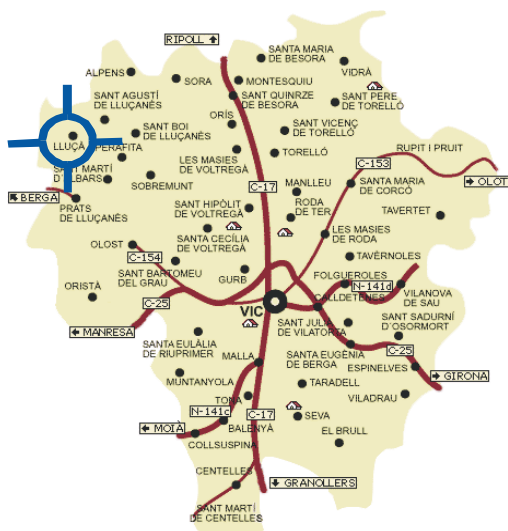 RIPOLL
SANTA MARIA
DE BESORA
ALPENS
SORA
MONTESQUIU
VIDRÀ
SANT AGUSTÍ
DE LLUÇANÈS
SANT QUINRZE
DE BESORA
SANT PERE
DE TORELLÓ
ORÍS
SANT VICENÇ
DE TORELLÓ
SANT BOI
DE LLUÇANÈS
LLUÇÀ
PERAFITA
RUPIT I PRUIT
LES MASIES
DE VOLTREGÀ
TORELLÓ
C-153
SANT MARTÍ
D'ALBARS
SOBREMUNT
C-17
MANLLEU
SANTA MARIA
DE CORCÓ
OLOT
BERGA
PRATS
DE LLUÇANÈS
SANT HIPÒLIT
DE VOLTREGÀ
RODA
DE TER
TAVERTET
OLOST
SANTA CECÍLIA
DE VOLTREGÀ
LES MASIES
DE RODA
C-154
TAVÈRNOLES
SANT BARTOMEU
DEL GRAU
GURB
FOLGUEROLES
ORISTÀ
N-141d
C-25
VIC
CALLDETENES
VILANOVA
DE SAU
MANRESA
SANT JULIÀ
DE VILATORTA
SANT SADURNÍ
D'OSORMORT
SANTA EULÀLIA
DE RIUPRIMER
MALLA
SANTA EUGÈNIA
DE BERGA
C-25
ESPINELVES
GIRONA
MUNTANYOLA
TARADELL
VILADRAU
TONA
N-141c
C-17
SEVA
MOIÀ
BALENYÀ
EL BRULL
COLLSUSPINA
CENTELLES
GRANOLLERS
SANT MARTÍ
DE CENTELLES